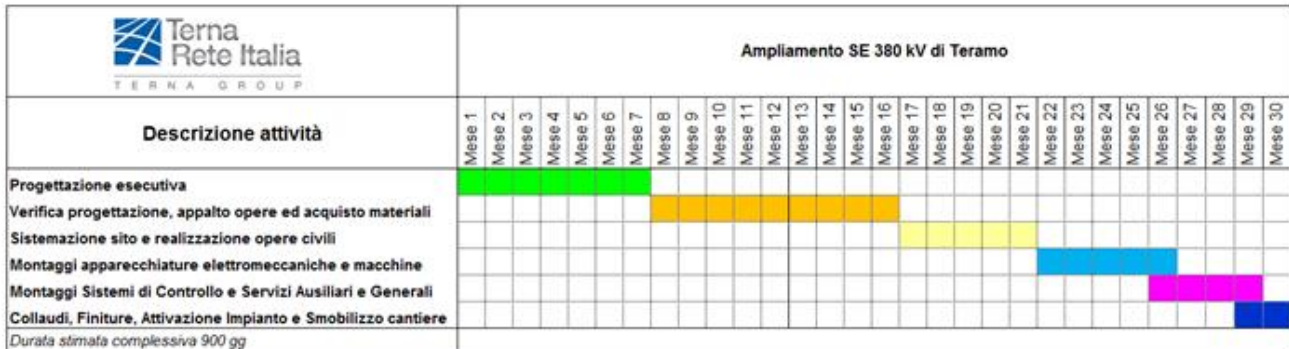 Terna
Rete Italia
TERNA GROUP
Ampliamento SE 380 kV di Teramo
Descrizione attività
Mese 1
Mese 2
Mese 3
Mese 4
Mese 5
Mese 6
Mese 7
Mese 8
Mese 9
Mese 10
Mese 11
Mese 12
Mese 13
Mese 14
Mese 15
Mese 16
Mese 17
Mese 18
Mese 19
Mese 20
Mese 21
Mese 22
Mese 23
Mese 24
Mese 25
Mese 26
Mese 27
Mese 28
Mese 29
Mese 30
Progettazione esecutiva
Verifica progettazione, appalto opere ed acquisto materiali
Sistemazione sito e realizzazione opere civili
Montaggi apparecchiature elettromeccaniche e macchine
Montaggi Sistemi di Controllo e Servizi Ausiliari e Generali
Collaudi, Finiture, Attivazione Impianto e Smobilizzo cantiere
Durata stimata complessiva 900 gg